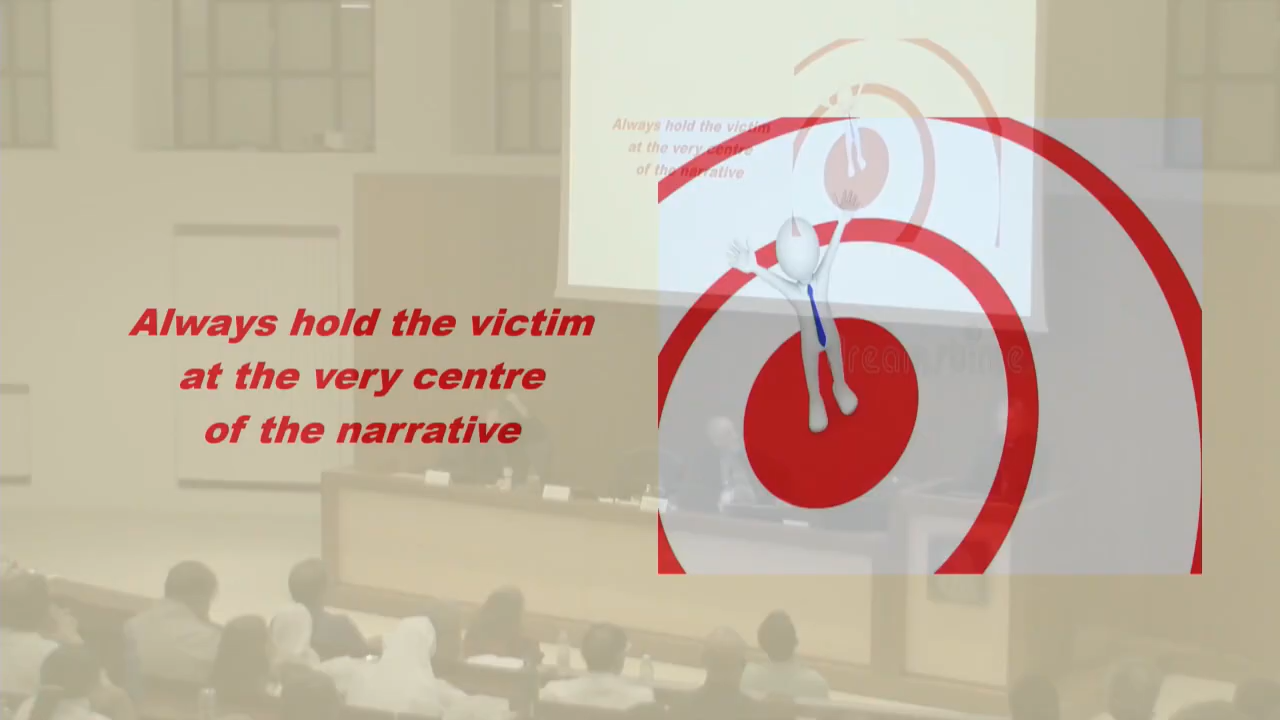 Always hold the victim
at the very centre
of the narrative
Always hold the victim
at the very centre
of the narrative
dreamstime